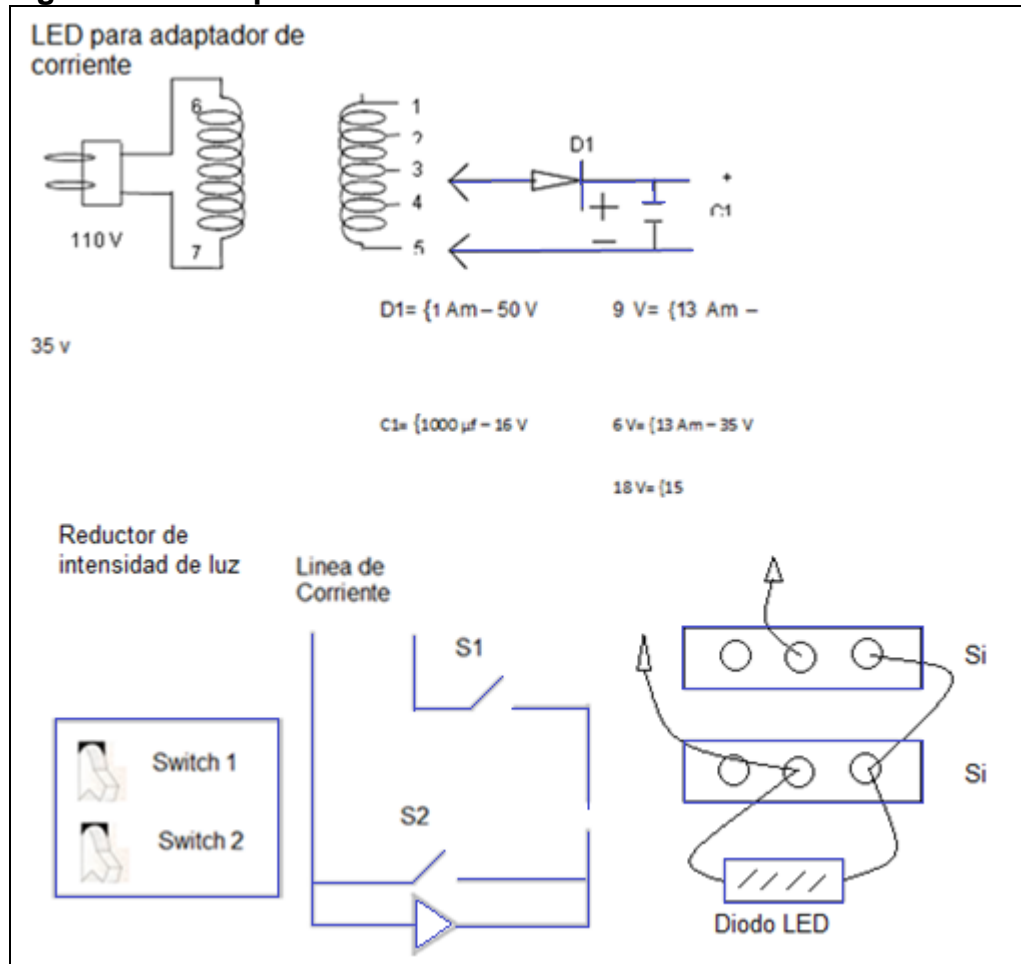 LED para adaptador de
corriente
6
1
2
D1
3
+
4
C1
+
110 V
7
5
−
D1= {1 Am – 50 V
9 V= {13 Am –
35 v
C1= {1000 µf – 16 V
6 V= {13 Am – 35 V
18 V= {15
Reductor de
intensidad de luz
Linea de
Corriente
S1
Si
Switch 1
Si
S2
Switch 2
Diodo LED